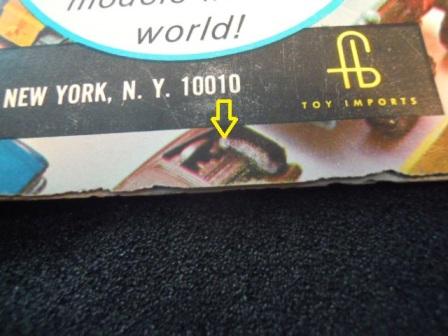 world!
NEW YORK, N. Y. 10010
TOY IMPORTS